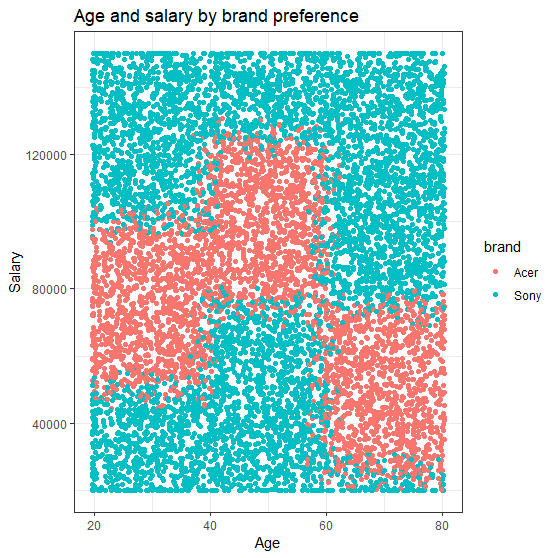 Age and salary by brand preference
120000
80000
40000
Salary
20 40 60 80
Age
brand
Acer
Sony